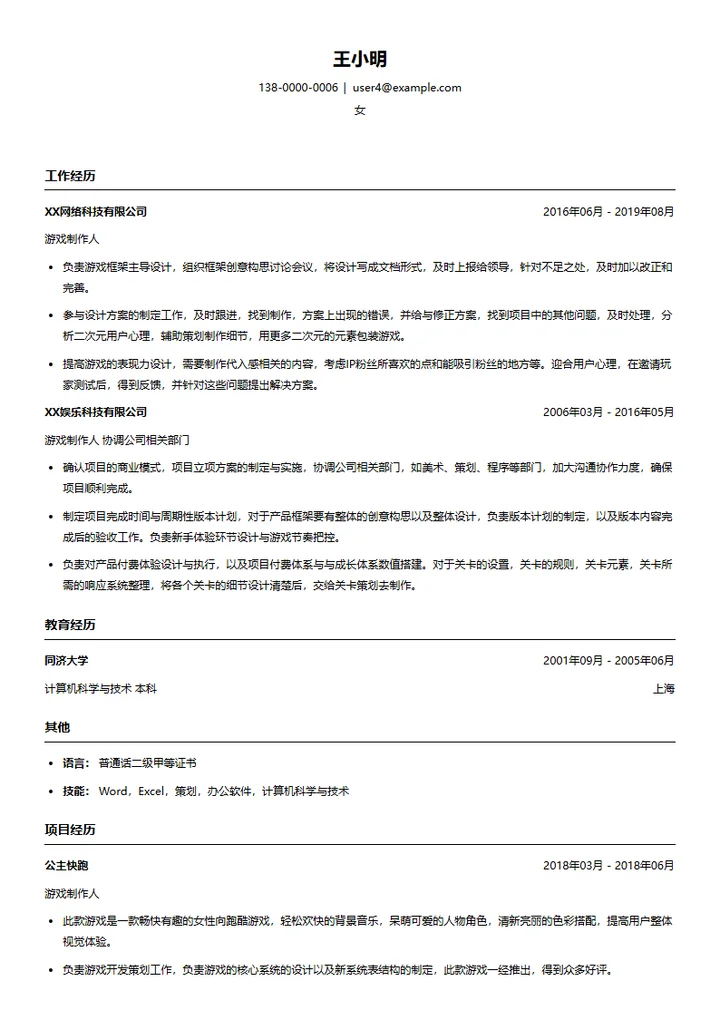 王小明
138-0000-0006 | user4@example.com
女
工作经历
XX网络科技有限公司 2016年06月 - 2019年08月
游戏制作人
• 负责游戏框架主导设计，组织框架创意构思讨论会议，将设计写成文档形式，及时上报给领导，针对不足之处，及时加以改正和
完善。
• 参与设计方案的制定工作，及时跟进，找到制作，方案上出现的错误，并给与修正方案，找到项目中的其他问题，及时处理，分
析二次元用户心理，辅助策划制作细节，用更多二次元的元素包装游戏。
• 提高游戏的表现力设计，需要制作代入感相关的内容，考虑IP粉丝所喜欢的点和能吸引粉丝的地方等。迎合用户心理，在邀请玩
家测试后，得到反馈，并针对这些问题提出解决方案。
XX娱乐科技有限公司 2006年03月 - 2016年05月
游戏制作人 协调公司相关部门
• 确认项目的商业模式，项目立项方案的制定与实施，协调公司相关部门，如美术、策划、程序等部门，加大沟通协作力度，确保
项目顺利完成。
• 制定项目完成时间与周期性版本计划，对于产品框架要有整体的创意构思以及整体设计，负责版本计划的制定，以及版本内容完
成后的验收工作。负责新手体验环节设计与游戏节奏把控。
• 负责对产品付费体验设计与执行，以及项目付费体系与与成长体系数值搭建。对于关卡的设置，关卡的规则，关卡元素，关卡所
需的响应系统整理，将各个关卡的细节设计清楚后，交给关卡策划去制作。
教育经历
同济大学 2001年09月 - 2005年06月
计算机科学与技术 本科 上海
其他
• 语言： 普通话二级甲等证书
• 技能： Word，Excel，策划，办公软件，计算机科学与技术
项目经历
公主快跑 2018年03月 - 2018年06月
游戏制作人
• 此款游戏是一款畅快有趣的女性向跑酷游戏，轻松欢快的背景音乐，呆萌可爱的人物角色，清新亮丽的色彩搭配，提高用户整体
视觉体验。
• 负责游戏开发策划工作，负责游戏的核心系统的设计以及新系统表结构的制定，此款游戏一经推出，得到众多好评。